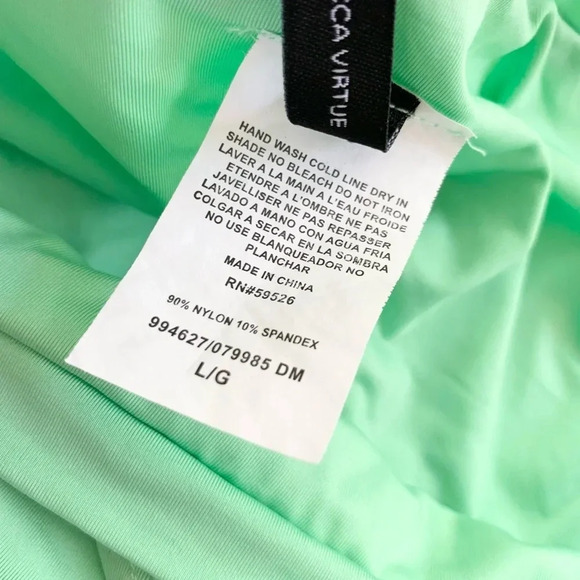 CCA VIRTUE
HAND WASH COLD LINE DRY IN
SHADE NO BLEACH DO NOT IRON
LAVER A LA MAIN A L'EAU FROIDE
ETENDRE A L'OMBRE NE PAS
JAVELLISER NE PAS REPASSER
LAVADO A MANO CON AGUA FRIA
COLGAR A SECAR EN LA SOMBRA
NO USE BLANQUEADOR NO
PLANCHAR
MADE IN CHINA
RN#59526
90% NYLON 10% SPANDEX
994627/079985 DM
L/G